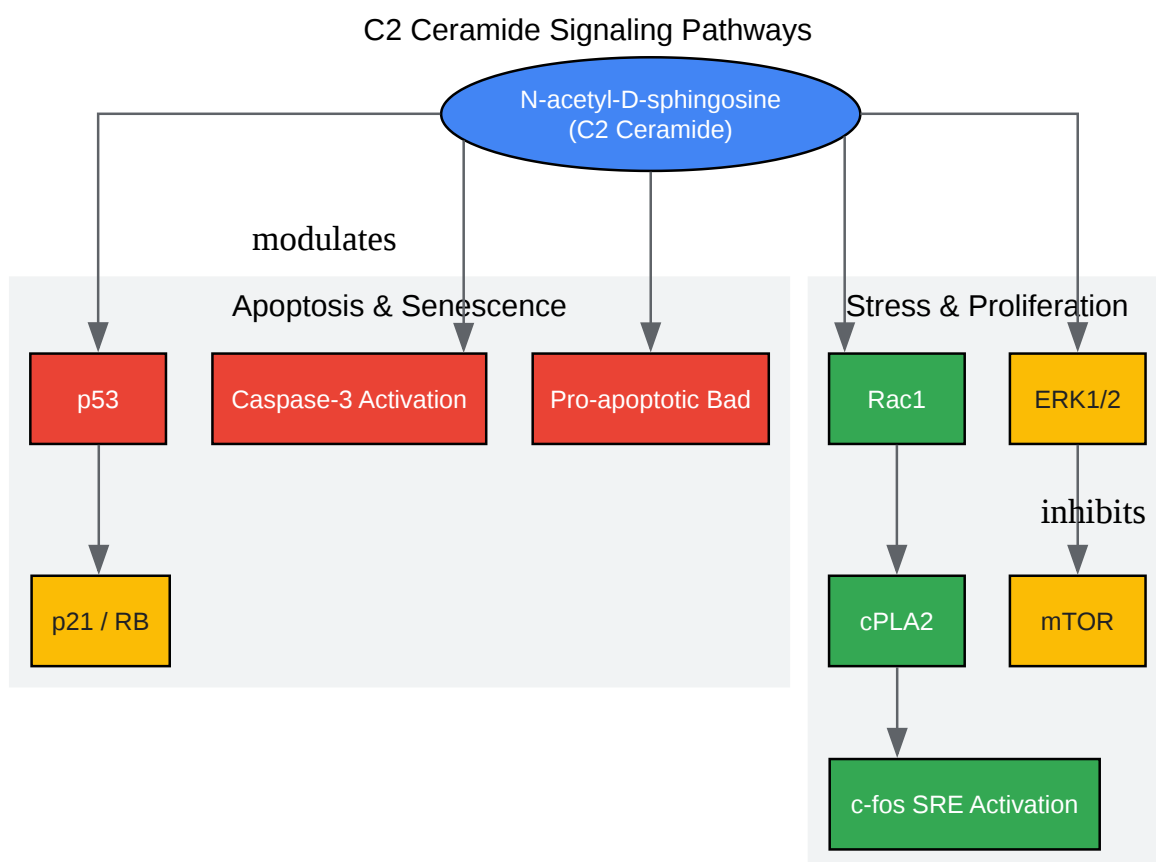 C2 Ceramide Signaling Pathways
N-acetyl-D-sphingosine
(C2 Ceramide)
modulates
Apoptosis & Senescence
Stress & Proliferation
p53
Caspase-3 Activation
Pro-apoptotic Bad
Rac1
ERK1/2
inhibits
p21 / RB
cPLA2
mTOR
c-fos SRE Activation